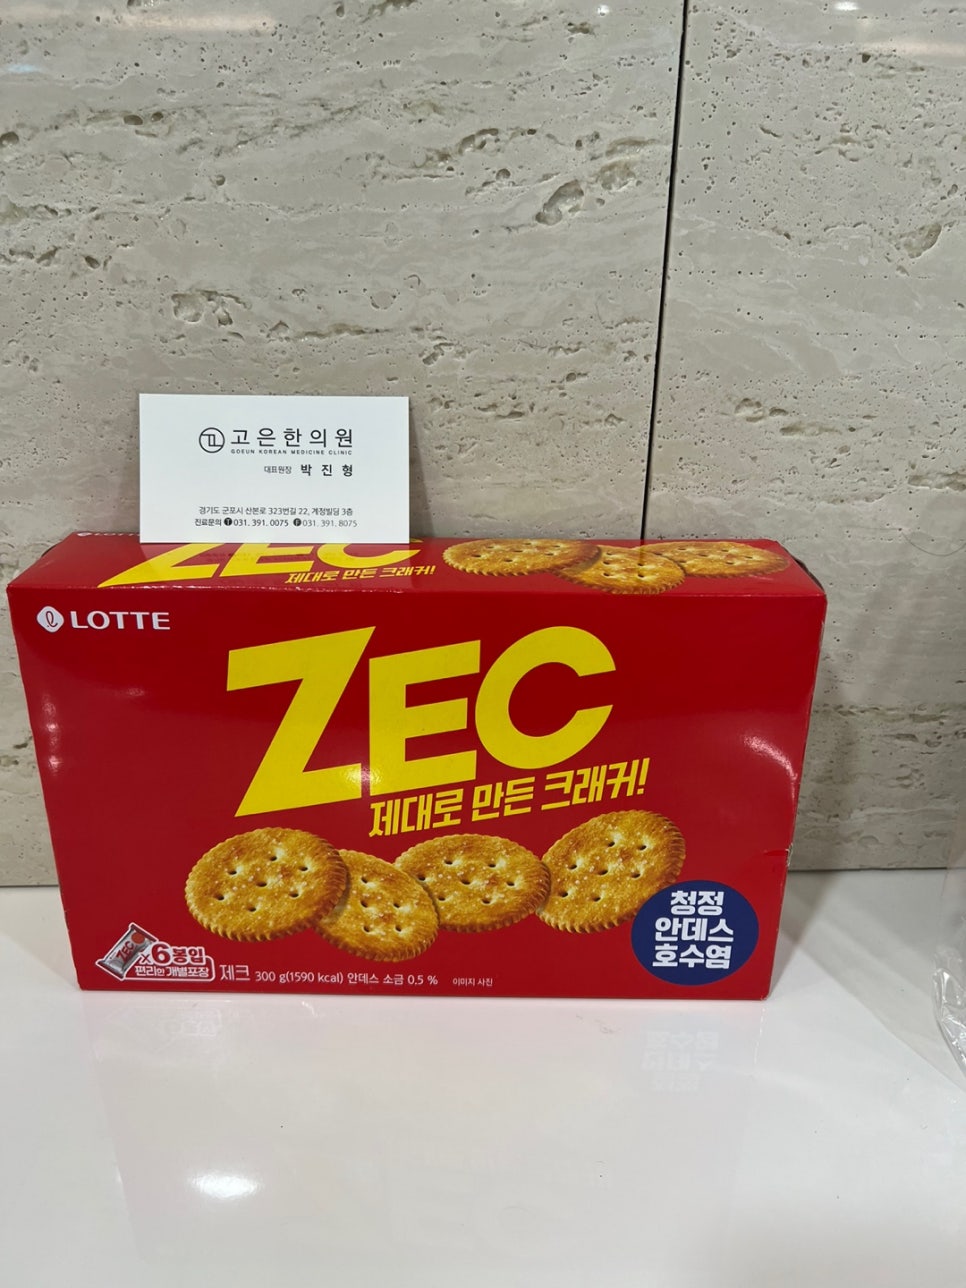 고은한의원
GOEUN KOREAN MEDICINE CLINIC
대표원장 박진형
경기도 군포시 산본로 323번길 22, 계정빌딩 3층
진료문의 T 031. 391. 0075 F 031. 391. 8075
ZEC
제대로 만든 크래커!
LOTTE
ZEC
제대로 만든 크래커!
청정
안데스
호수염
ZEC
x6봉입
편리한 개별포장
제크 300 g(1590 kcal) 안데스 소금 0.5 % 이미지 사진